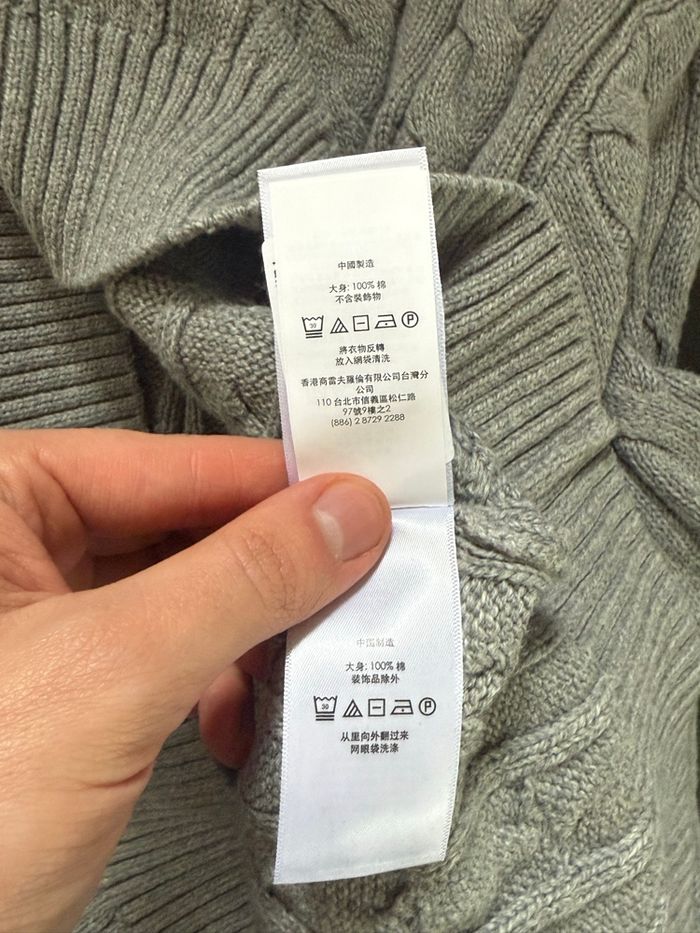 中國製造
大身: 100% 棉
不含裝飾物
30 P
將衣物反轉
放入網袋清洗
香港商雷夫羅倫有限公司台灣分
公司
110 台北市信義區松仁路
97號9樓之2
(886) 2 8729 2288
中国制造
大身: 100% 棉
装饰品除外
30 P
从里向外翻过来
网眼袋洗涤